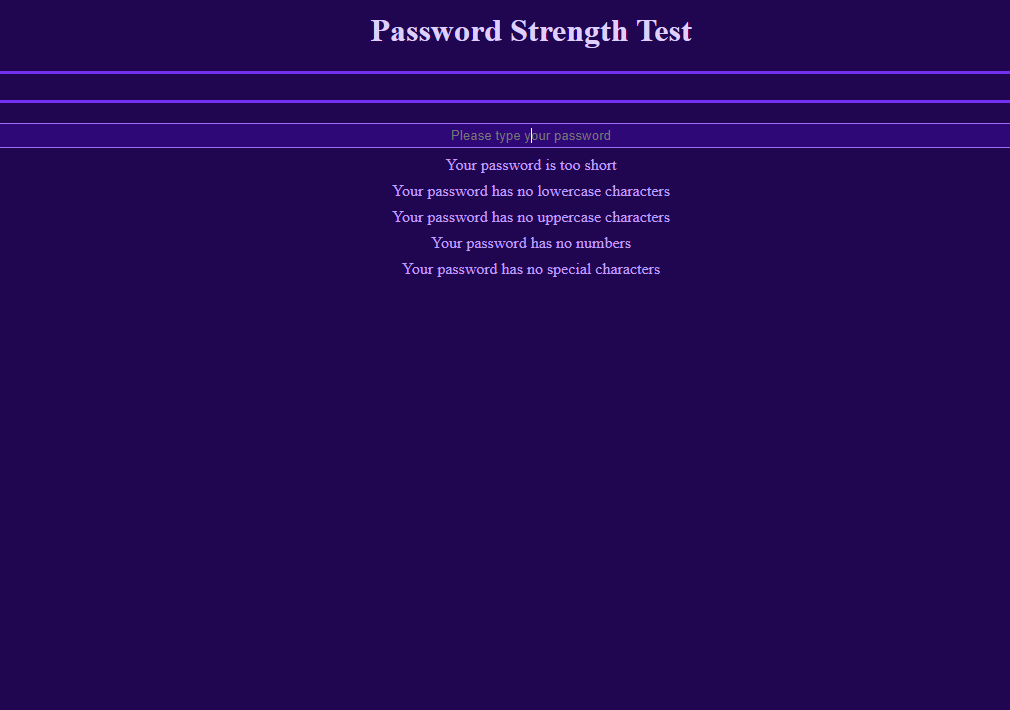 Password Strength Test
Please type your password
Your password is too short
Your password has no lowercase characters
Your password has no uppercase characters
Your password has no numbers
Your password has no special characters